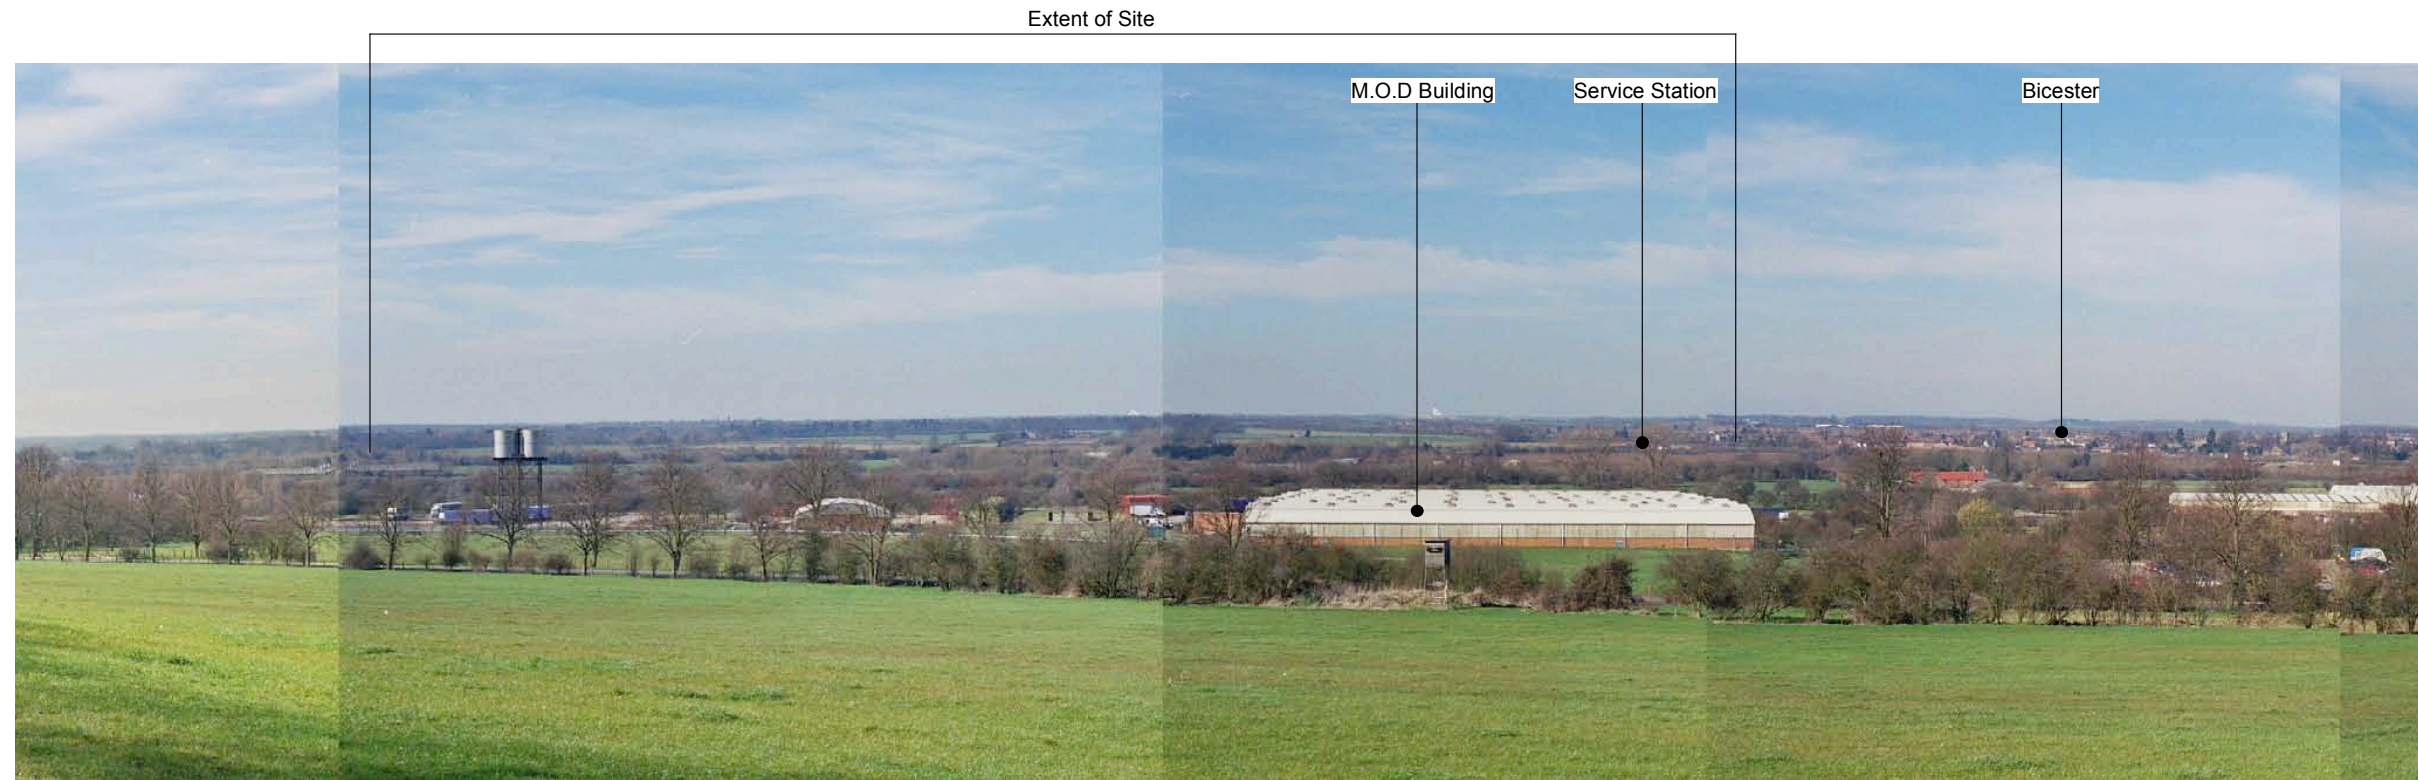 Extent of Site
M.O.D Building
Service Station
Bicester